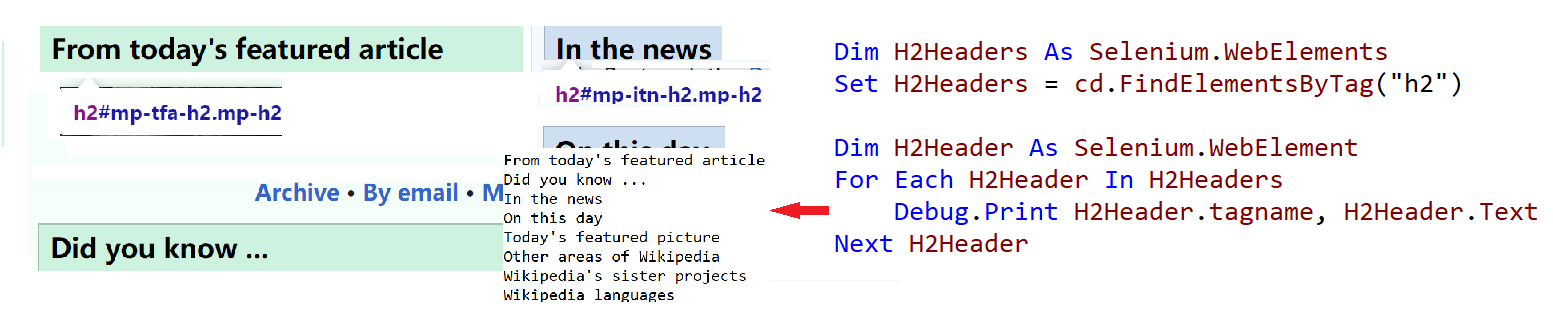 From today's featured article
h2#mp-tfa-h2.mp-h2
Archive • By email • M
Did you know ...
In the news
h2#mp-itn-h2.mp-h2
On this day
From today's featured article
Did you know ...
In the news
On this day
Today's featured picture
Other areas of Wikipedia
Wikipedia's sister projects
Wikipedia languages
Dim H2Headers As Selenium.WebElements
Set H2Headers = cd.FindElementsByTag("h2")
Dim H2Header As Selenium.WebElement
For Each H2Header In H2Headers
Debug.Print H2Header.tagname, H2Header.Text
Next H2Header